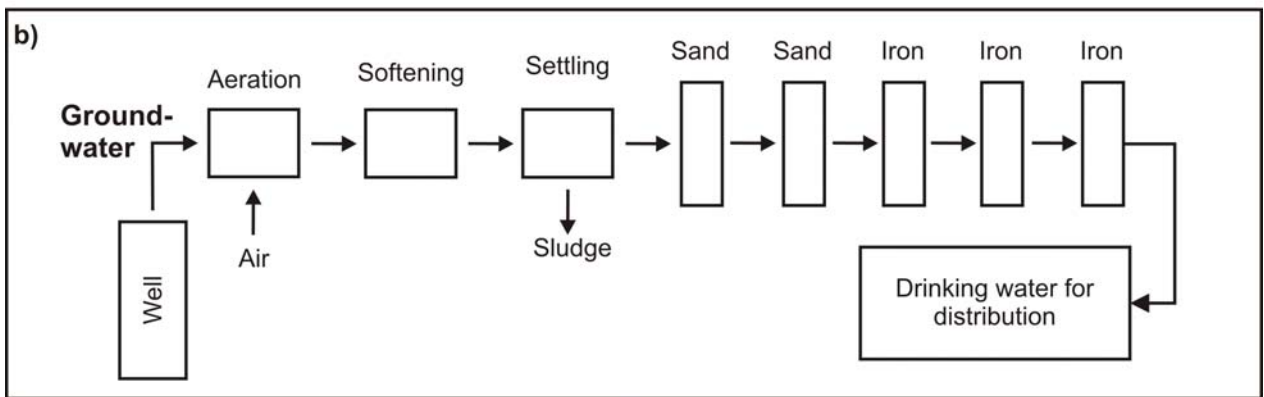 b)
Ground-
water
Well
Aeration
Air
Softening
Settling
Sludge
Sand
Sand
Iron
Iron
Iron
Drinking water for
distribution